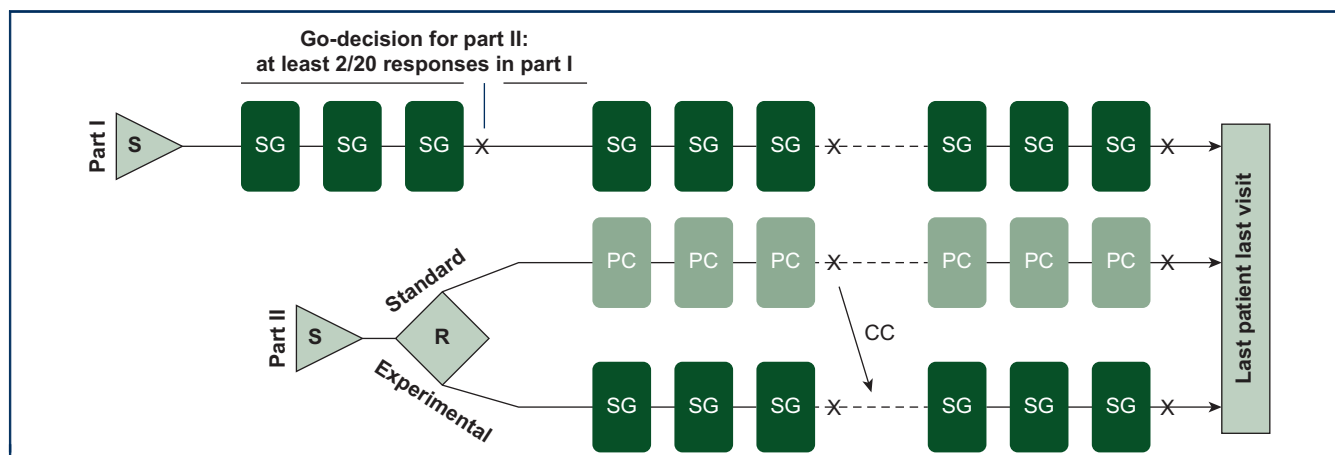 Go-decision for part II:
at least 2/20 responses in part I
Part I
S
SG SG SG X SG SG SG X SG SG SG X
Last patient last visit
Standard
PC PC PC X PC PC PC X
Part II
S
R
CC
Experimental
SG SG SG X SG SG SG X